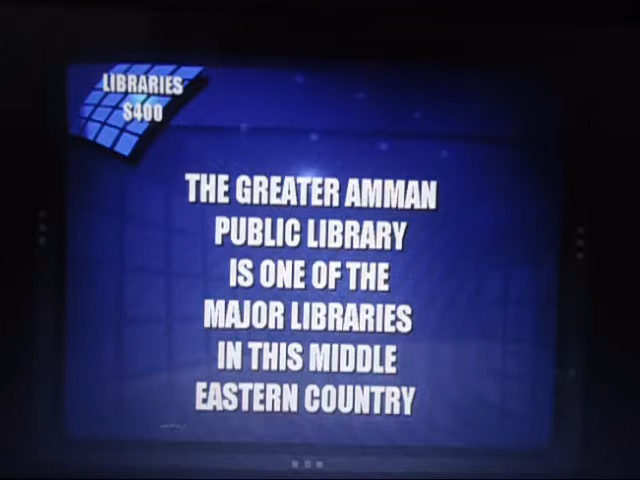 LIBRARIES
$400
THE GREATER AMMAN
PUBLIC LIBRARY
IS ONE OF THE
MAJOR LIBRARIES
IN THIS MIDDLE
EASTERN COUNTRY